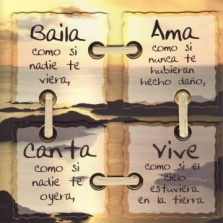 Baila
como si
nadie te
viera,
Ama
como si
nunca te
hubieran
hecho daño,
Canta
como si
nadie te
oyera,
Vive
como si
el cielo
estuviera
en la tierra